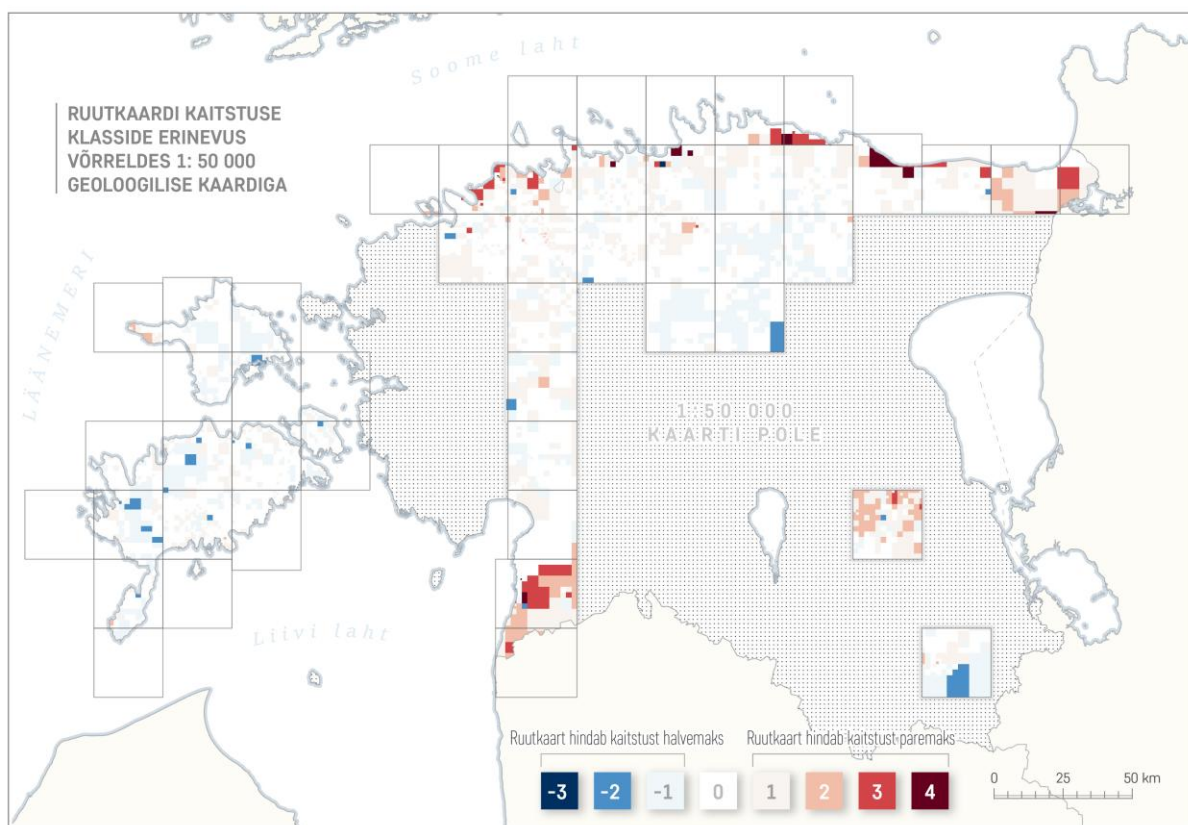 Soome laht
RUUTKAARDI KAITSTUSE
KLASSIDE ERINEVUS
VÕRRELDES 1: 50 000
GEOLOOGILISE KAARDIGA
LÄÄNEMERI
1:50 000
KAARTI POLE
Liivi laht
Ruutkaart hindab kaitstust halvemaks
Ruutkaart hindab kaitstust paremaks
-3 -2 -1 0 1 2 3 4
0 25 50 km